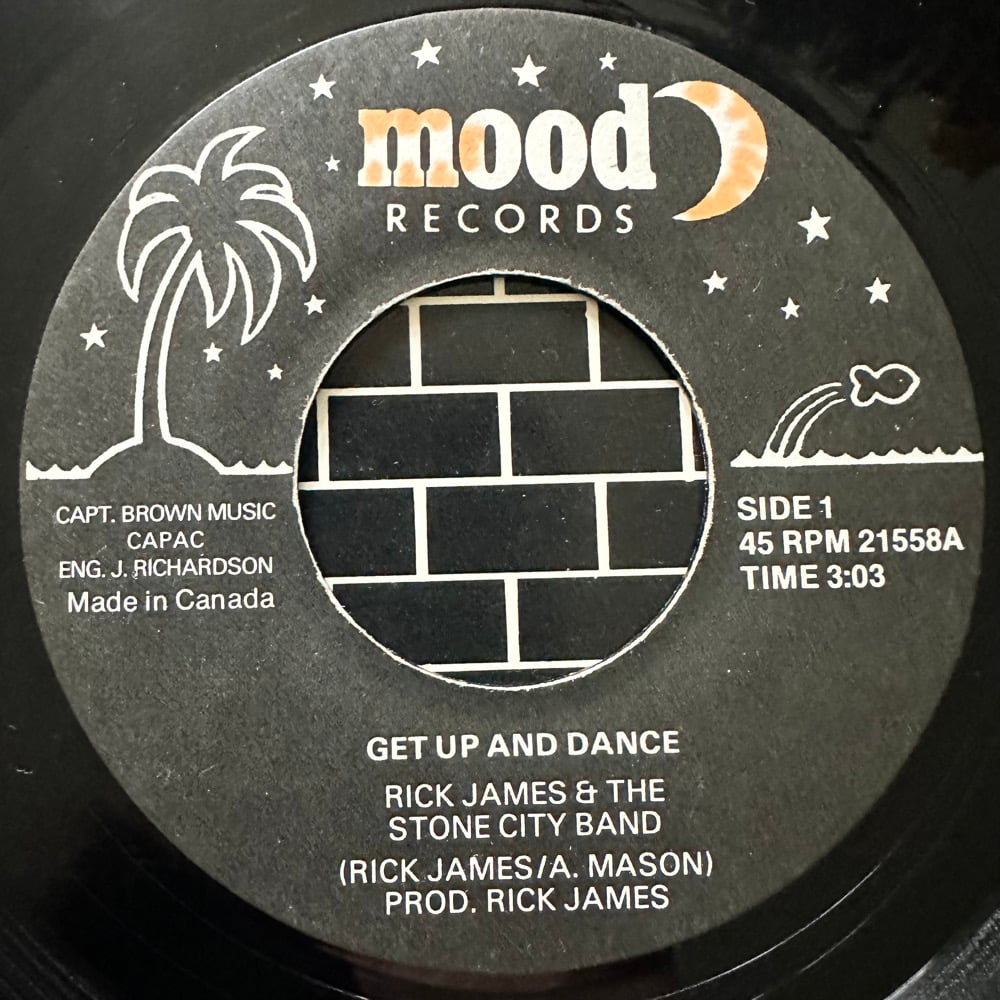 mood
RECORDS
CAPT. BROWN MUSIC
CAPAC
ENG. J. RICHARDSON
Made in Canada
SIDE 1
45 RPM 21558A
TIME 3:03
GET UP AND DANCE
RICK JAMES & THE
STONE CITY BAND
(RICK JAMES/A. MASON)
PROD. RICK JAMES